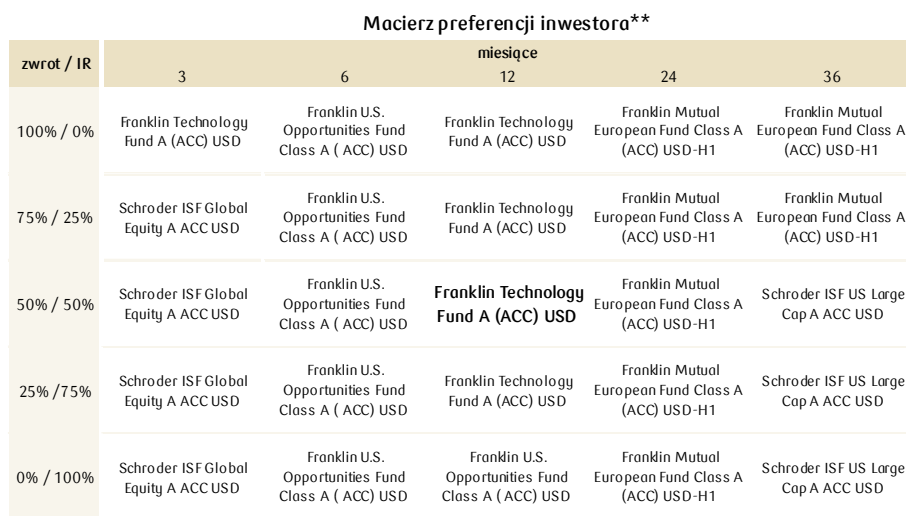 Macierz preferencji inwestora**
zwrot / IR
miesiące
3 6 12 24 36
100% / 0%
Franklin Technology
Fund A (ACC) USD
Franklin U.S.
Opportunities Fund
Class A ( ACC) USD
Franklin Technology
Fund A (ACC) USD
Franklin Mutual
European Fund Class A
(ACC) USD-H1
Franklin Mutual
European Fund Class A
(ACC) USD-H1
75% / 25%
Schroder ISF Global
Equity A ACC USD
Franklin U.S.
Opportunities Fund
Class A ( ACC) USD
Franklin Technology
Fund A (ACC) USD
Franklin Mutual
European Fund Class A
(ACC) USD-H1
Franklin Mutual
European Fund Class A
(ACC) USD-H1
50% / 50%
Schroder ISF Global
Equity A ACC USD
Franklin U.S.
Opportunities Fund
Class A ( ACC) USD
Franklin Technology
Fund A (ACC) USD
Franklin Mutual
European Fund Class A
(ACC) USD-H1
Schroder ISF US Large
Cap A ACC USD
25% /75%
Schroder ISF Global
Equity A ACC USD
Franklin U.S.
Opportunities Fund
Class A ( ACC) USD
Franklin Technology
Fund A (ACC) USD
Franklin Mutual
European Fund Class A
(ACC) USD-H1
Schroder ISF US Large
Cap A ACC USD
0% / 100%
Schroder ISF Global
Equity A ACC USD
Franklin U.S.
Opportunities Fund
Class A ( ACC) USD
Franklin U.S.
Opportunities Fund
Class A ( ACC) USD
Franklin Mutual
European Fund Class A
(ACC) USD-H1
Schroder ISF US Large
Cap A ACC USD